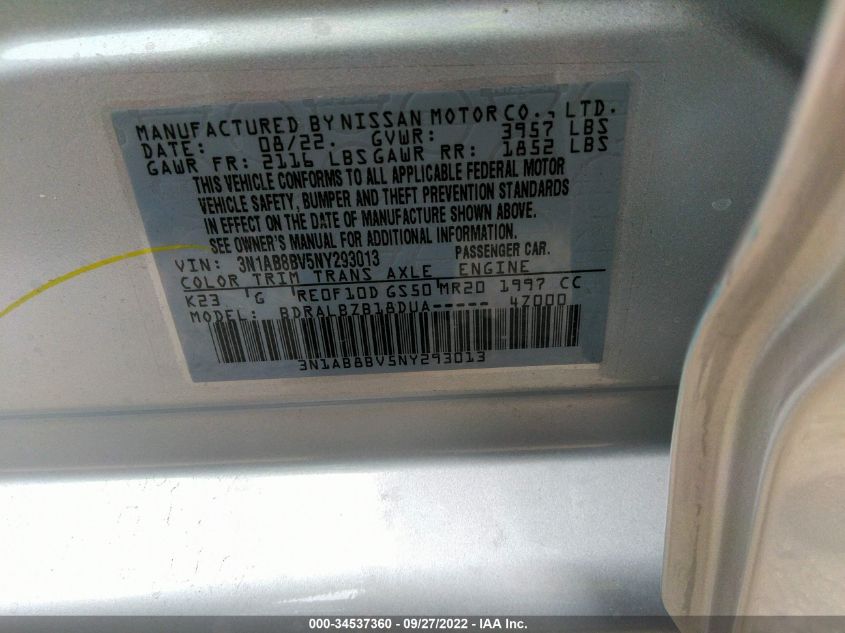 MANUFACTURED BY NISSAN MOTOR CO., LTD.
DATE: 08/22. GVWR: 3957 LBS
GAWR FR: 2116 LBS GAWR RR: 1852 LBS
THIS VEHICLE CONFORMS TO ALL APPLICABLE FEDERAL MOTOR
VEHICLE SAFETY, BUMPER AND THEFT PREVENTION STANDARDS
IN EFFECT ON THE DATE OF MANUFACTURE SHOWN ABOVE.
SEE OWNER'S MANUAL FOR ADDITIONAL INFORMATION.
VIN: 3N1AB8BV5NY293013 PASSENGER CAR.
COLOR TRIM TRANS AXLE ENGINE
K23 G RE0F10D GS50 MR20 1997 CC
MODEL: BDRALBZB18DUA----- 4Z000
3N1AB8BV5NY293013
000-34537360 - 09/27/2022 - IAA Inc.